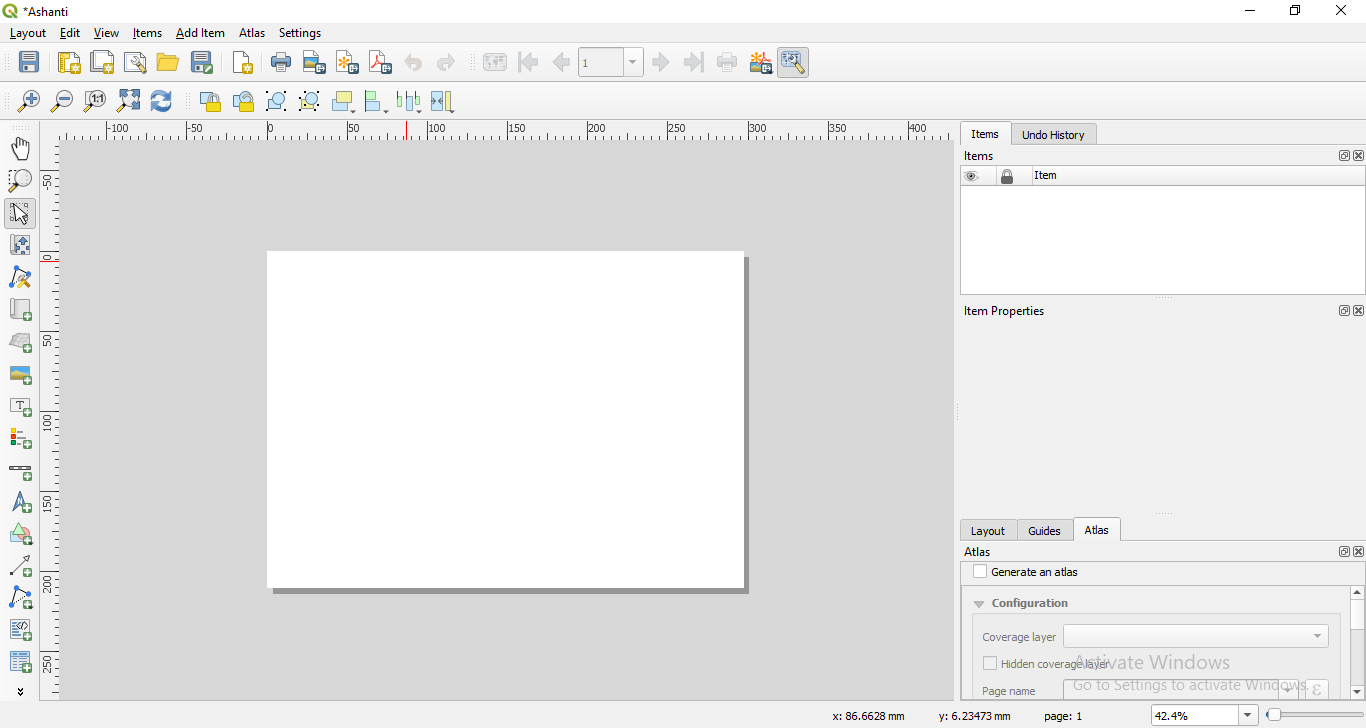 *Ashanti
Layout Edit View Items Add Item Atlas Settings
1
1:1
-100 -50 0 50 100 150 200 250 300 350 400
-50
0
50
100
150
200
250
T
N
Items Undo History
Items
Item
Item Properties
Layout Guides Atlas
Atlas
Generate an atlas
Configuration
Coverage layer
Hidden coverage layer
Activate Windows
Page name
ε
Go to Settings to activate Windows.
x: 86.6628 mm y: 6.23473 mm page: 1 42.4%